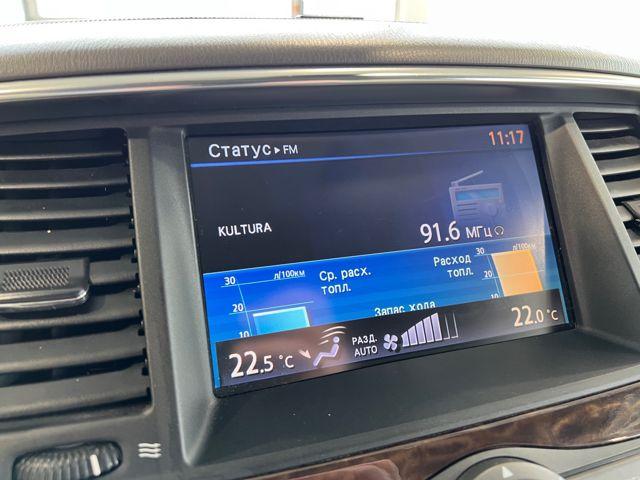 Статус ▸ FM 11:17
KULTURA 91.6 МГц
30 л/100км Ср. расх. топл. Расход топл. 30 л/100км
20 20
10 Запас хода 10
22.5 °C РАЗД. AUTO 22.0 °C